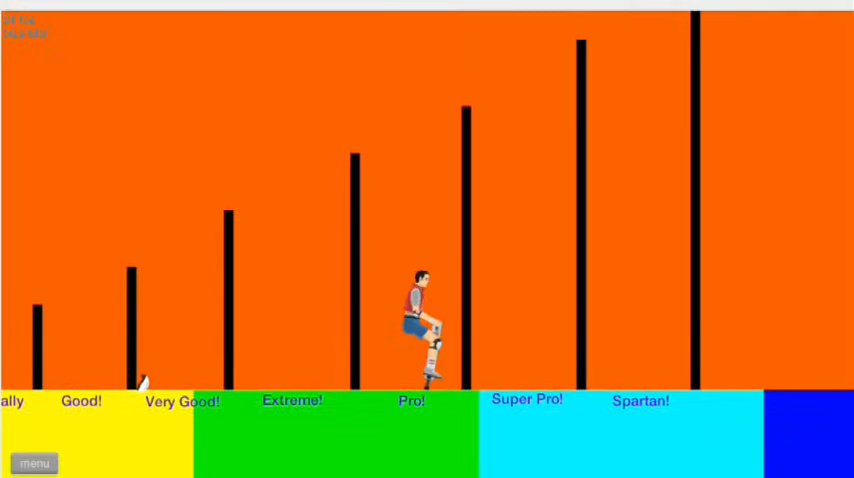 ally
Good!
Very Good!
Extreme!
Pro!
Super Pro!
Spartan!
menu